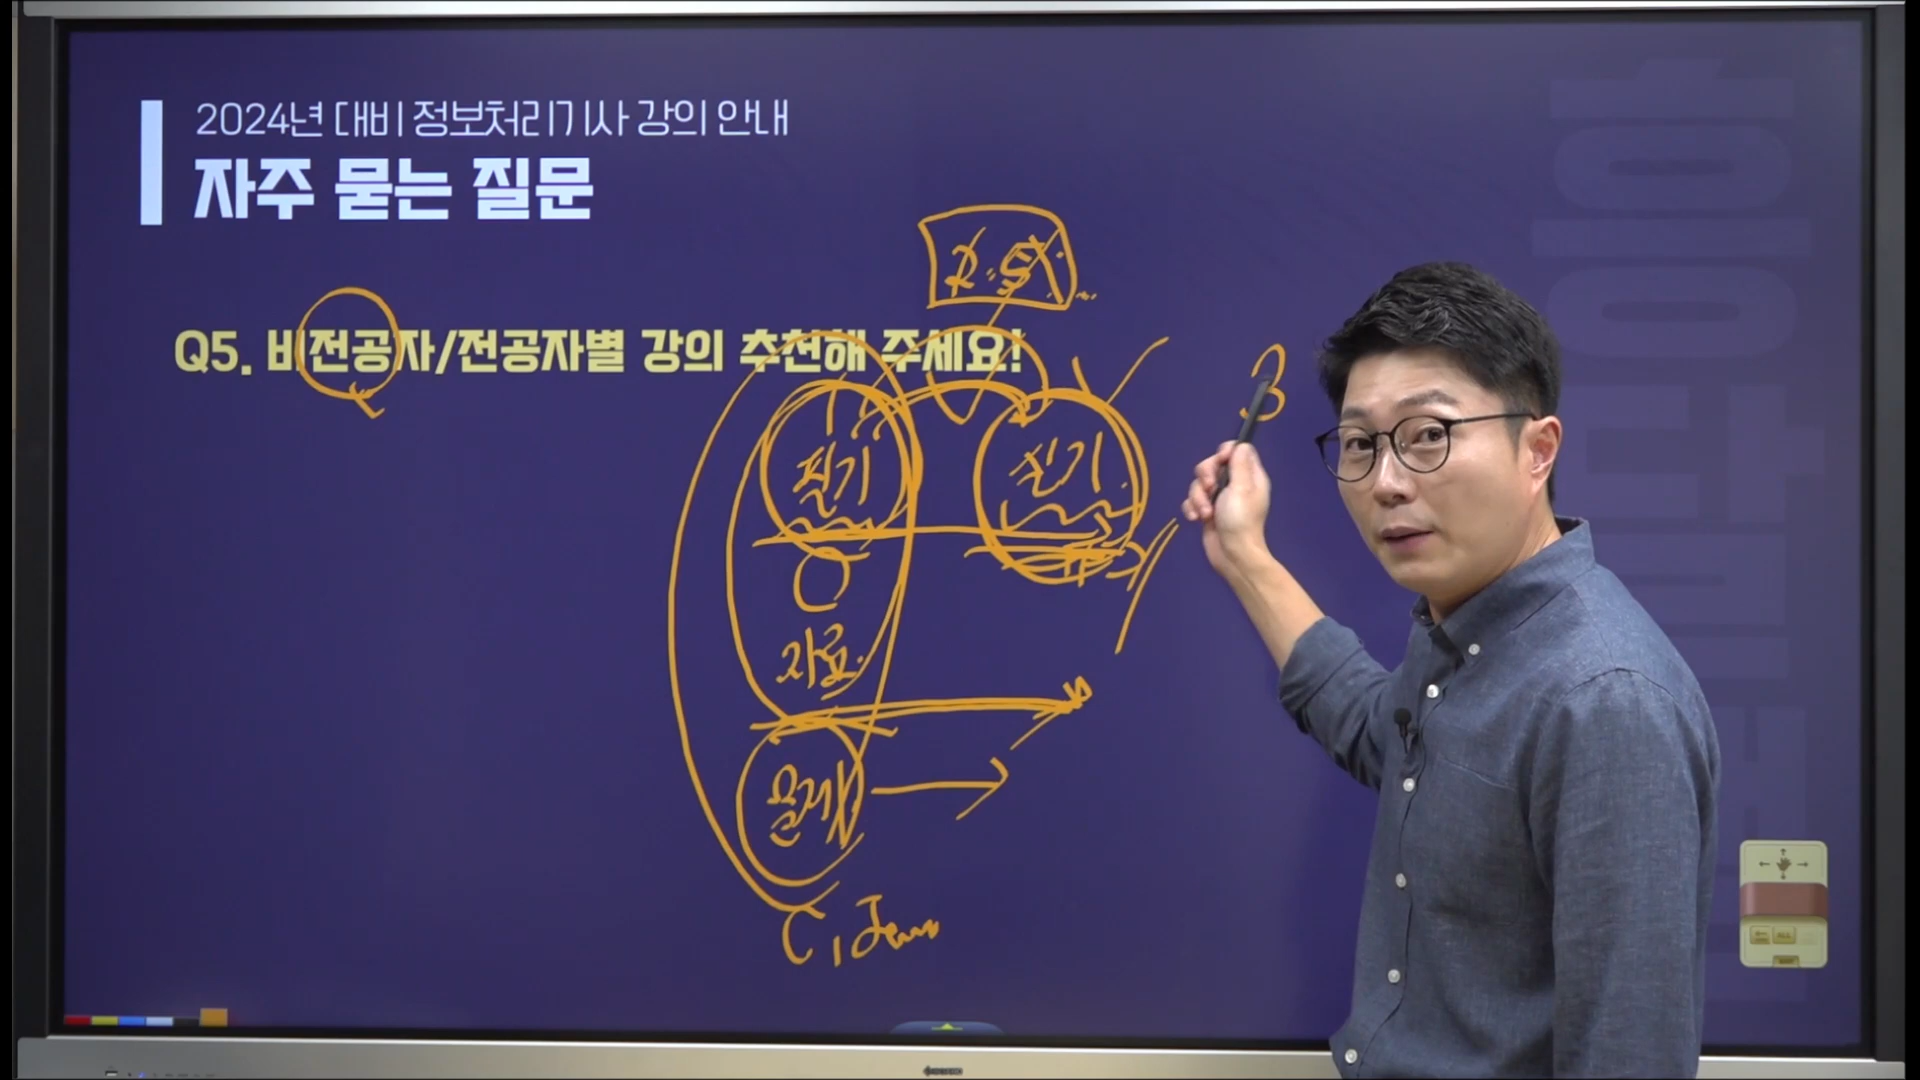 2024년 대비 정보처리기사 강의 안내
자주 묻는 질문
Q5. 비전공자/전공자별 강의 추천해 주세요!
필기
실기
3
자료
C, Java